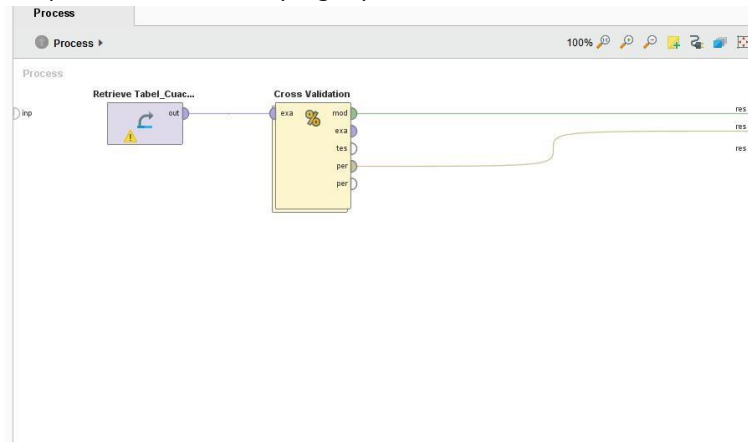 Process
Process
100%
Process
Retrieve Tabel_Cuac...
Cross Validation
inp
out
exa
mod
exa
tes
per
per
res
res
res